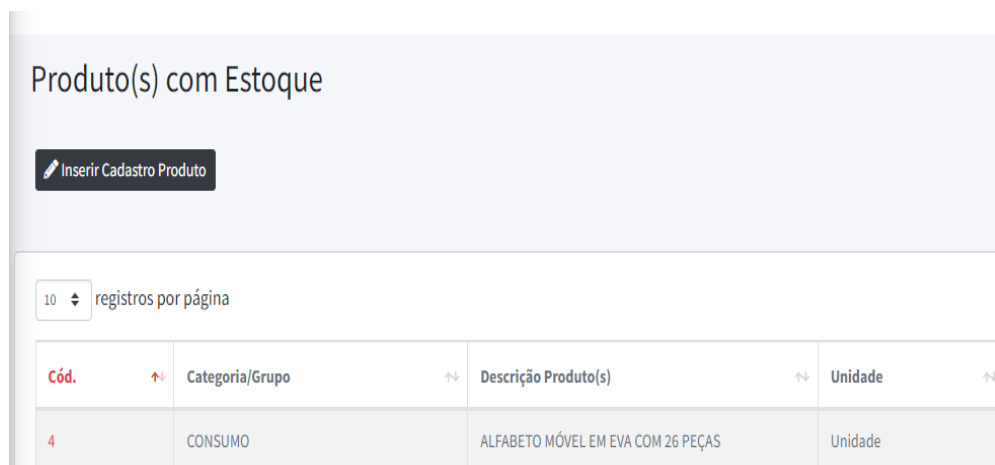 Produto(s) com Estoque
Inserir Cadastro Produto
10 registros por página
Cód. Categoria/Grupo Descrição Produto(s) Unidade
4 CONSUMO ALFABETO MÓVEL EM EVA COM 26 PEÇAS Unidade